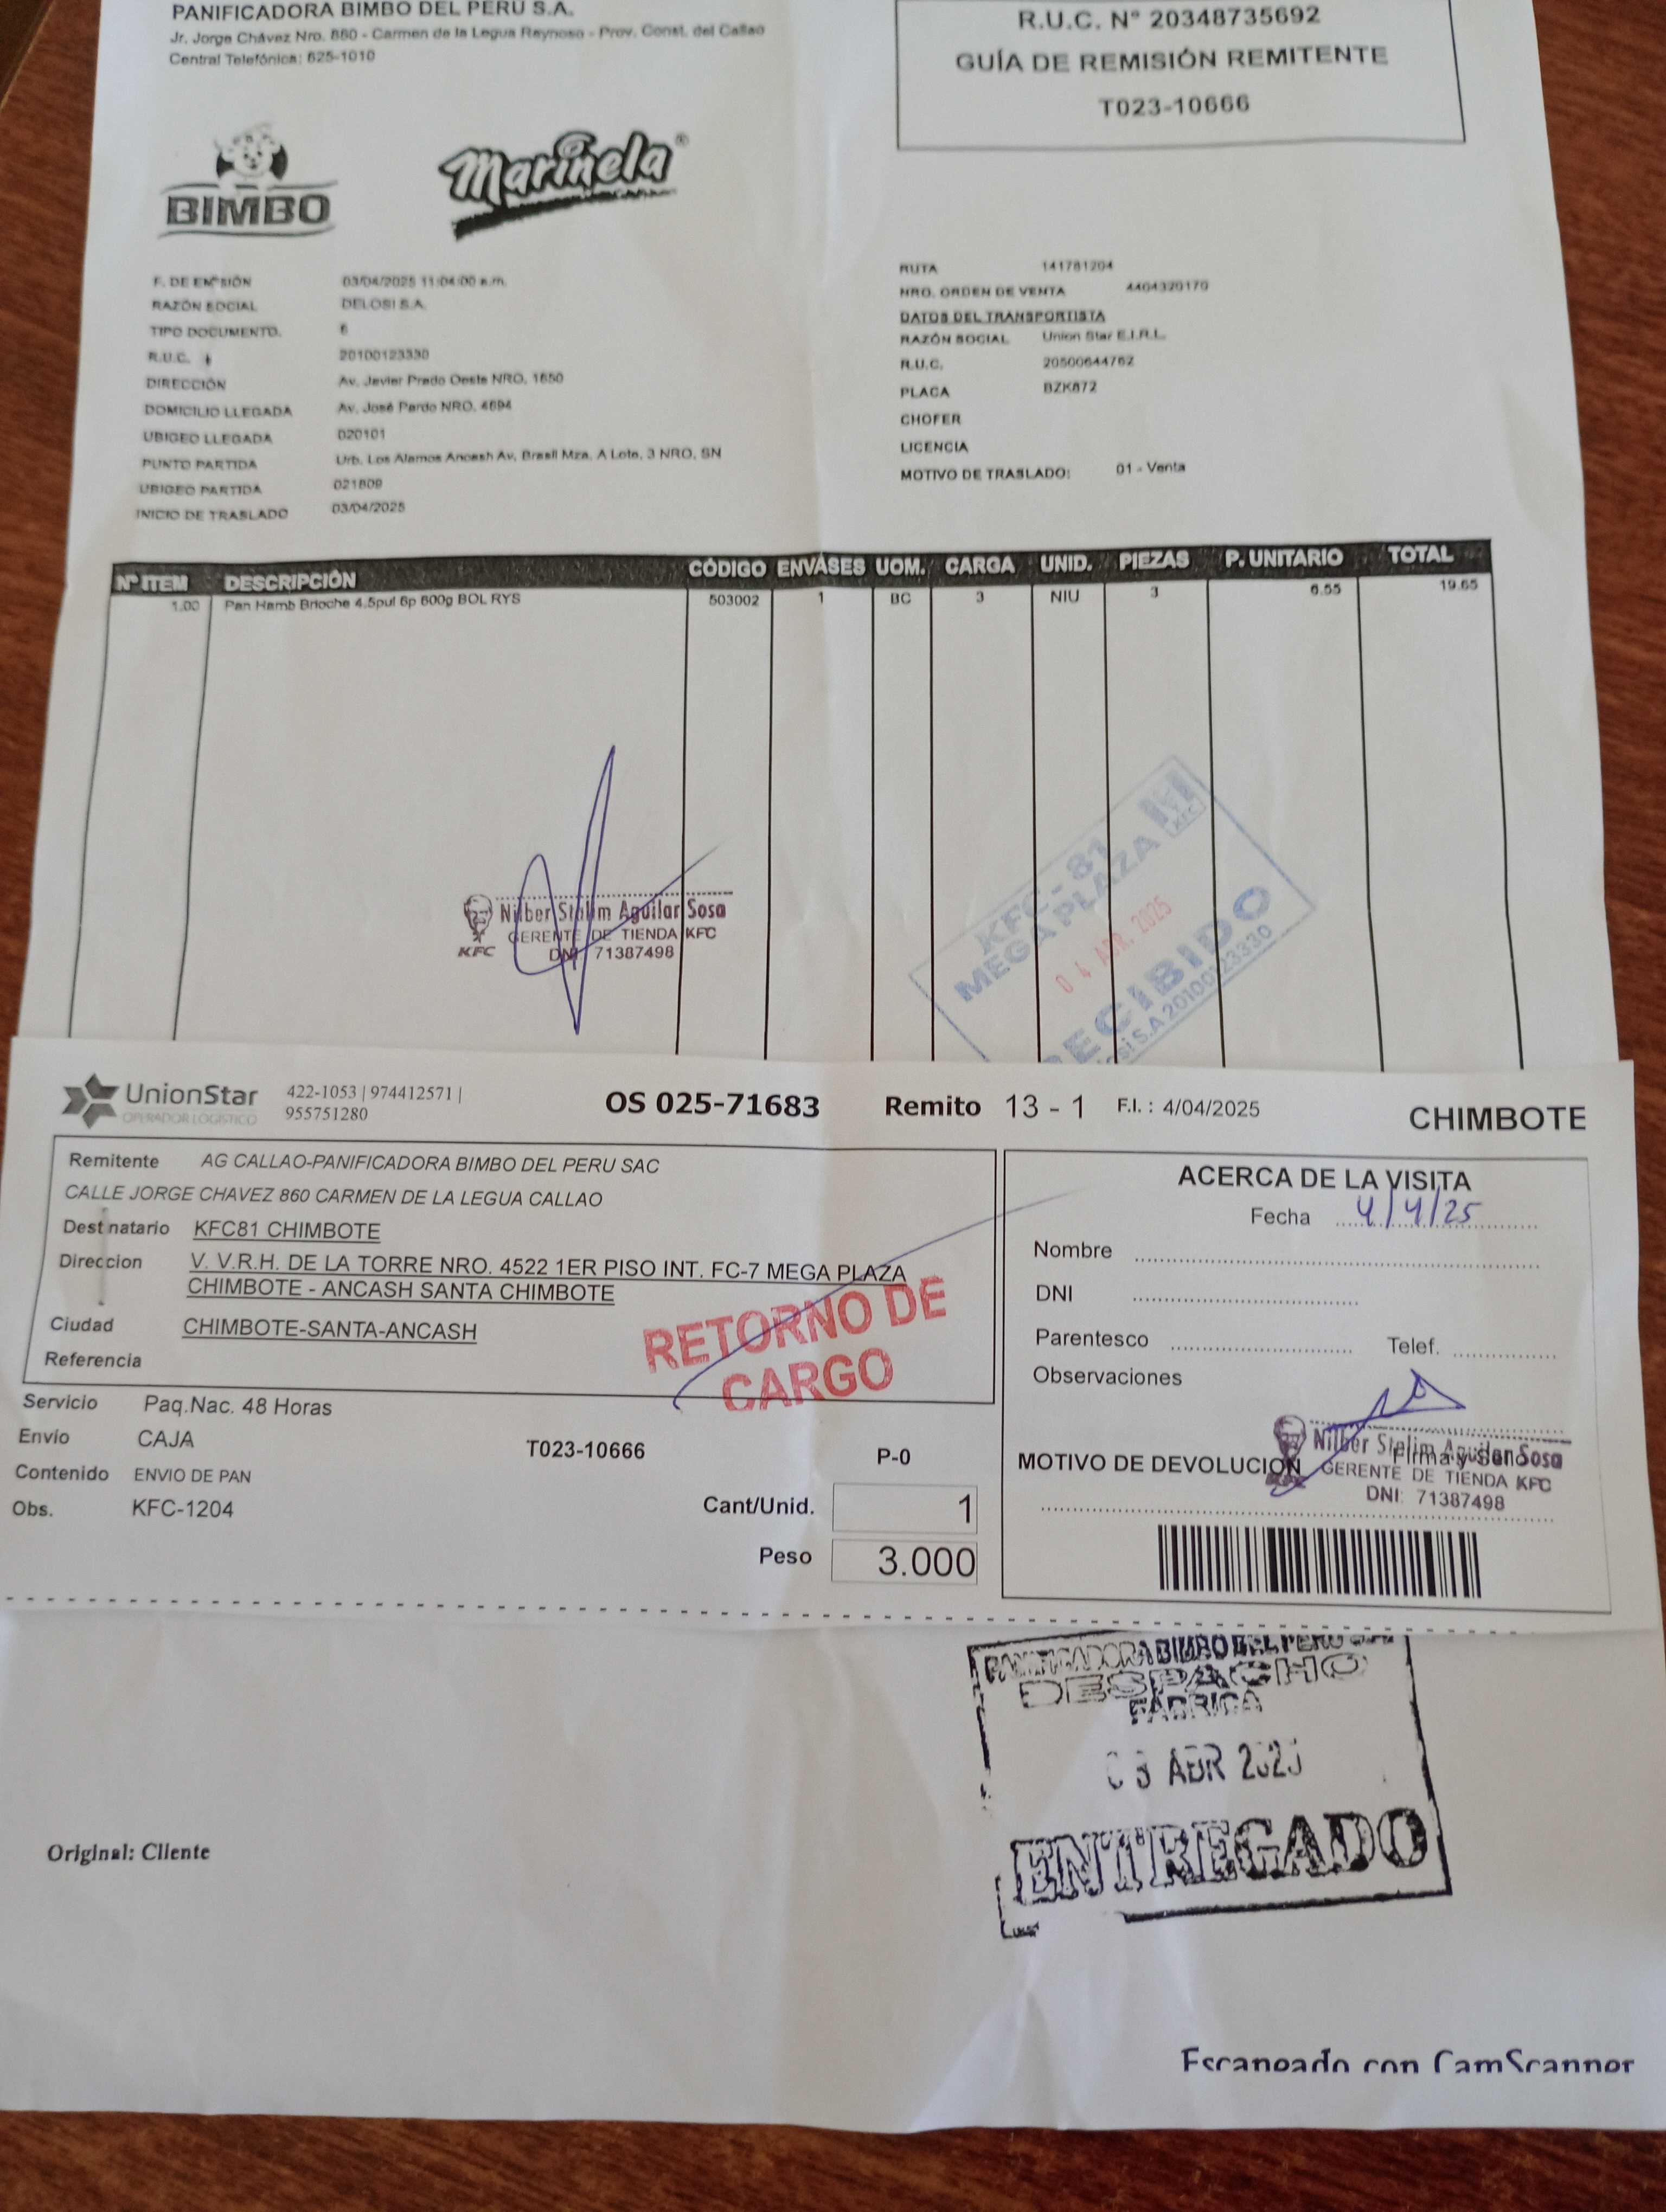 PANIFICADORA BIMBO DEL PERU S.A.
Jr. Jorge Chávez Nro. 860 - Carmen de la Legua Reynoso - Prov. Const. del Callao
Central Telefónica: 625-1010
R.U.C. N° 20348735692
GUÍA DE REMISIÓN REMITENTE
T023-10666
BIMBO
Marinela®
F. DE EMISIÓN 03/04/2025 11:04:00 a.m.
RAZÓN SOCIAL DELOSI S.A.
TIPO DOCUMENTO. 6
R.U.C. 20100123330
DIRECCIÓN Av. Javier Prado Oeste NRO. 1650
DOMICILIO LLEGADA Av. José Pardo NRO. 4694
UBIGEO LLEGADA 020101
PUNTO PARTIDA Urb. Los Alamos Ancash Av. Brasil Mza. A Lote. 3 NRO. SN
UBIGEO PARTIDA 021809
INICIO DE TRASLADO 03/04/2025
RUTA 141781204
NRO. ORDEN DE VENTA 4404320170
DATOS DEL TRANSPORTISTA
RAZÓN SOCIAL Union Star E.I.R.L.
R.U.C. 20500644762
PLACA BZK872
CHOFER
LICENCIA
MOTIVO DE TRASLADO: 01 - Venta
N° ITEM DESCRIPCIÓN CÓDIGO ENVASES UOM. CARGA UNID. PIEZAS P. UNITARIO TOTAL
1.00 Pan Hamb Brioche 4.5pul 6p 600g BOL RYS 503002 1 BC 3 NIU 3 6.55 19.65
Nilber Stalim Aguilar Sosa
GERENTE DE TIENDA KFC
KFC DNI 71387498
KFC
KFC-81
MEGA PLAZA
04 ABR. 2025
RECIBIDO
S.A 20100123330
UnionStar
OPERADOR LOGÍSTICO
422-1053 | 974412571 |
955751280
OS 025-71683 Remito 13 - 1 F.I. : 4/04/2025 CHIMBOTE
Remitente AG CALLAO-PANIFICADORA BIMBO DEL PERU SAC
CALLE JORGE CHAVEZ 860 CARMEN DE LA LEGUA CALLAO
Destinatario KFC81 CHIMBOTE
Direccion V. V.R.H. DE LA TORRE NRO. 4522 1ER PISO INT. FC-7 MEGA PLAZA
CHIMBOTE - ANCASH SANTA CHIMBOTE
Ciudad CHIMBOTE-SANTA-ANCASH
Referencia
RETORNO DE
CARGO
Servicio Paq.Nac. 48 Horas
Envio CAJA
Contenido ENVIO DE PAN
Obs. KFC-1204
T023-10666 P-0
Cant/Unid. 1
Peso 3.000
ACERCA DE LA VISITA
Fecha 4/4/25
Nombre
DNI
Parentesco Telef.
Observaciones
MOTIVO DE DEVOLUCION
Firma y Sello
Nilber Stalim Aguilar Sosa
GERENTE DE TIENDA KFC
DNI: 71387498
PANIFICADORA BIMBO DEL PERU S.A.
DESPACHO
FABRICA
03 ABR 2025
ENTREGADO
Original: Cliente
Escaneado con CamScanner